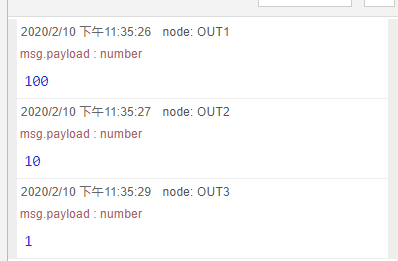 2020/2/10 下午11:35:26 node: OUT1
msg.payload : number
100
2020/2/10 下午11:35:27 node: OUT2
msg.payload : number
10
2020/2/10 下午11:35:29 node: OUT3
msg.payload : number
1